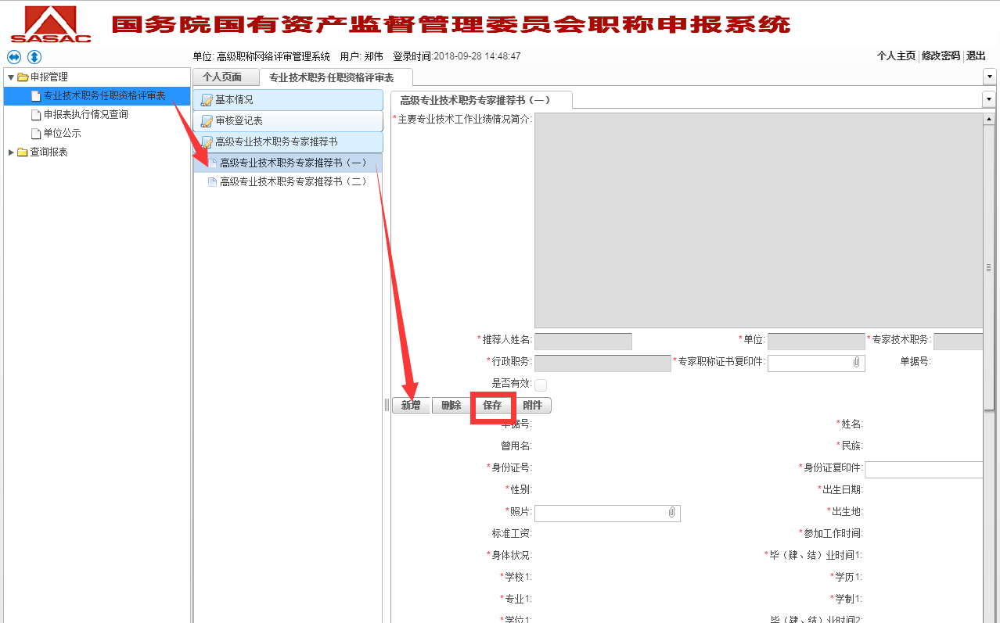 SASAC
国务院国有资产监督管理委员会职称申报系统
单位: 高级职称网络评审管理系统 用户: 郑伟 登录时间:2018-09-28 14:48:47
个人主页 修改密码 退出
申报管理
专业技术职务任职资格评审表
申报表执行情况查询
单位公示
查询报表
个人页面
专业技术职务任职资格评审表
基本情况
审核登记表
高级专业技术职务专家推荐书
高级专业技术职务专家推荐书（一）
高级专业技术职务专家推荐书（二）
高级专业技术职务专家推荐书（一）
*主要专业技术工作业绩情况简介:
*推荐人姓名: *单位: *专家技术职务:
*行政职务: *专家职称证书复印件: 单据号:
是否有效:
新增 删除 保存 附件
单据号: *姓名:
曾用名: *民族:
*身份证号: *身份证复印件:
*性别: *出生日期:
*照片: *出生地:
标准工资: *参加工作时间:
*身体状况: *毕（肄、结）业时间1:
*学校1: *学历1:
*专业1: *学制1:
*学位1: 毕（肄、结）业时间2: